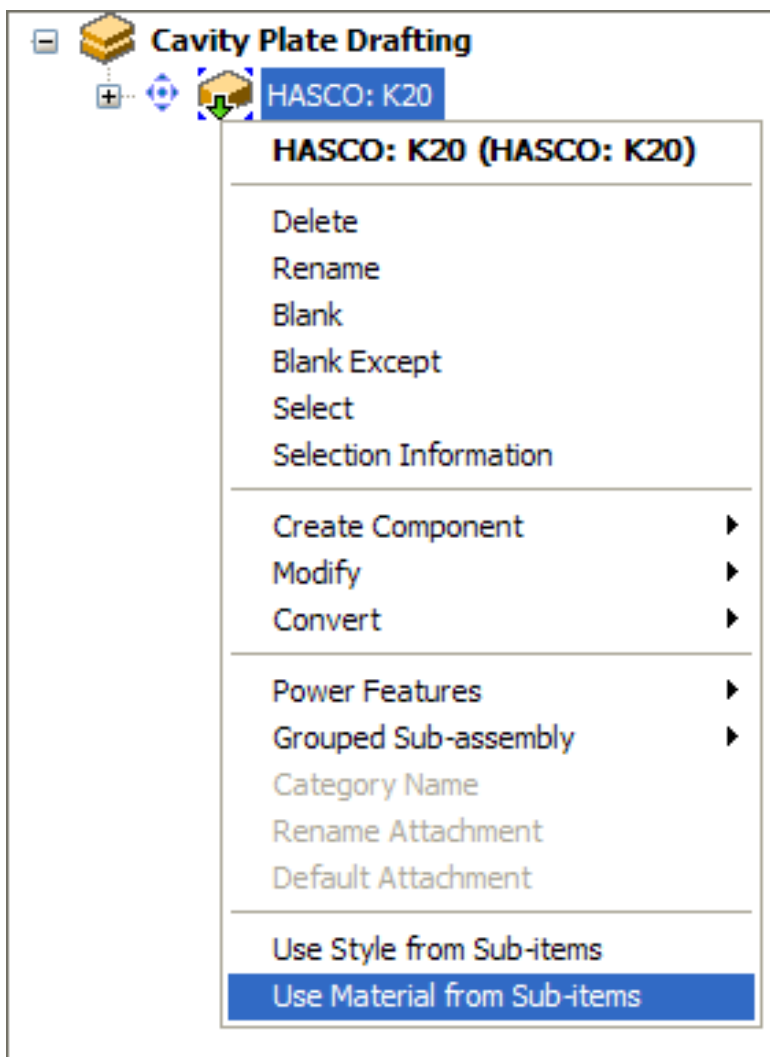 Cavity Plate Drafting
HASCO: K20
HASCO: K20 (HASCO: K20)
Delete
Rename
Blank
Blank Except
Select
Selection Information
Create Component
Modify
Convert
Power Features
Grouped Sub-assembly
Category Name
Rename Attachment
Default Attachment
Use Style from Sub-items
Use Material from Sub-items